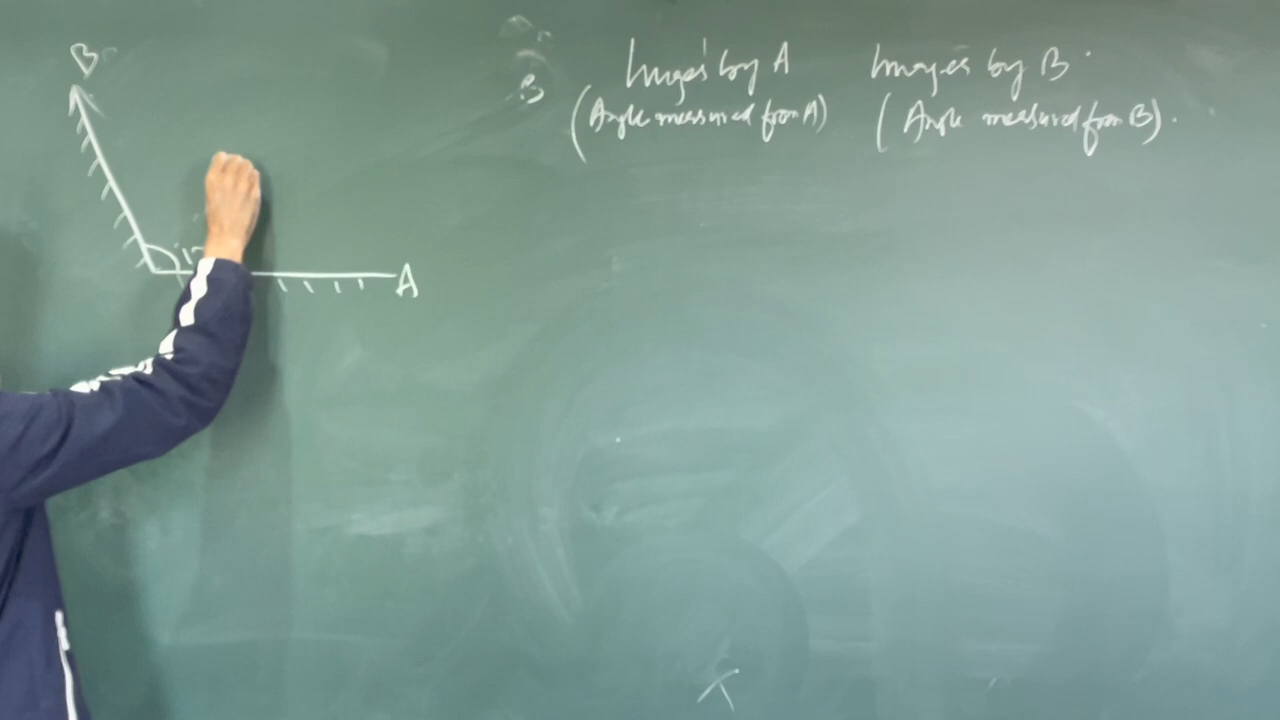 B
A
B
Images by A
(Angle measured from A)
Images by B
(Angle measured from B).
X